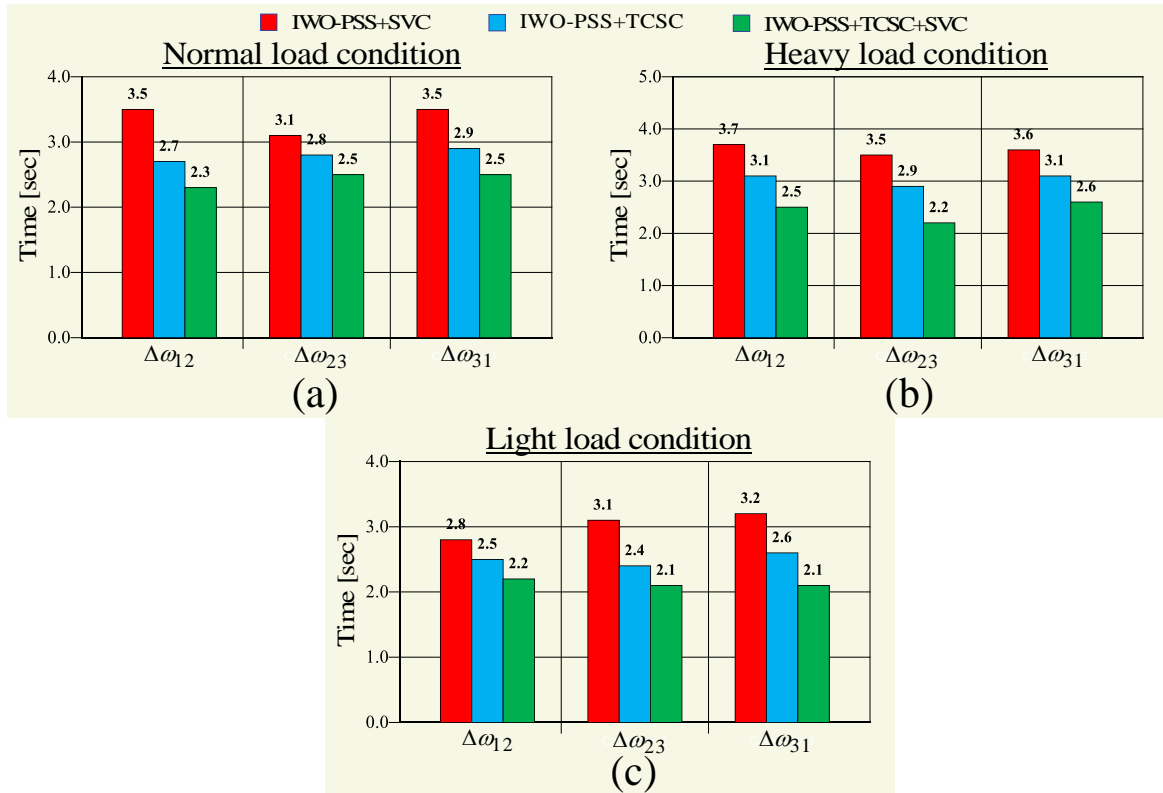 IWO-PSS+SVC IWO-PSS+TCSC IWO-PSS+TCSC+SVC
Normal load condition
Time [sec]
4.0
3.0
2.0
1.0
0.0
3.5 2.7 2.3
3.1 2.8 2.5
3.5 2.9 2.5
Δω12 Δω23 Δω31
(a)
Heavy load condition
Time [sec]
5.0
4.0
3.0
2.0
1.0
0.0
3.7 3.1 2.5
3.5 2.9 2.2
3.6 3.1 2.6
Δω12 Δω23 Δω31
(b)
Light load condition
Time [sec]
4.0
3.0
2.0
1.0
0.0
2.8 2.5 2.2
3.1 2.4 2.1
3.2 2.6 2.1
Δω12 Δω23 Δω31
(c)